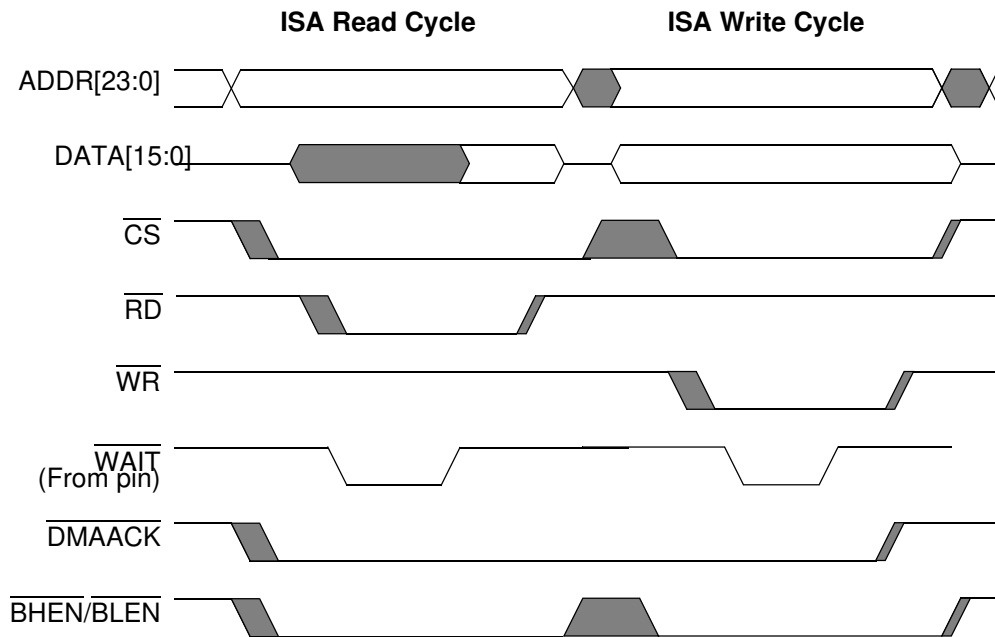 ISA Read Cycle ISA Write Cycle
ADDR[23:0]
DATA[15:0]
CS
RD
WR
WAIT
(From pin)
DMAACK
BHEN/BLEN